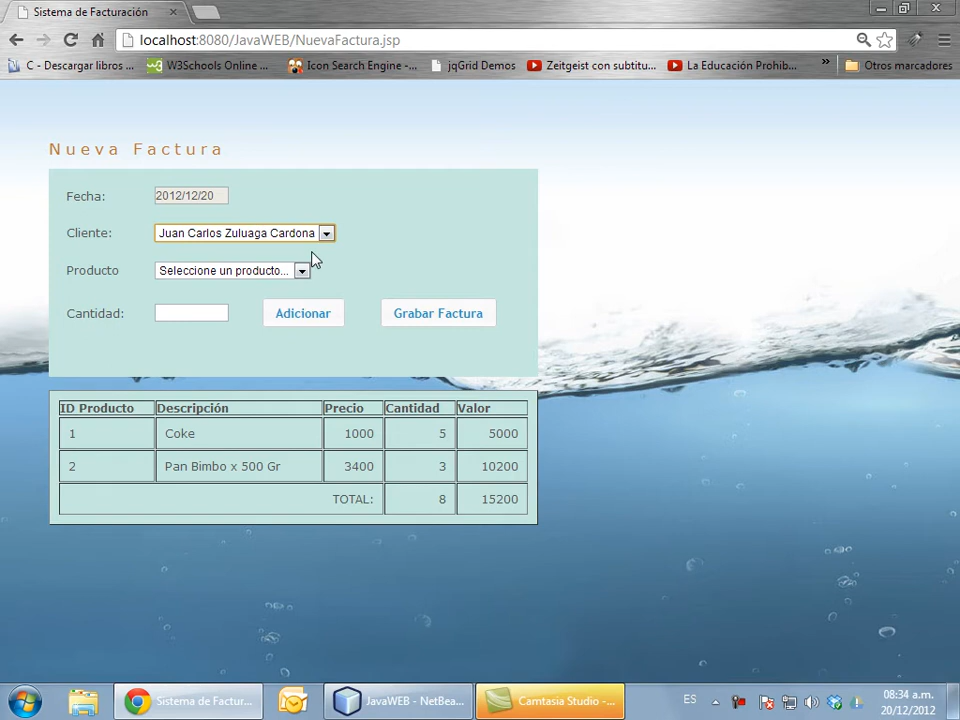 Sistema de Facturación
localhost:8080/JavaWEB/NuevaFactura.jsp
C - Descargar libros ...
W3Schools Online ...
Icon Search Engine -...
jqGrid Demos
Zeitgeist con subtitu...
La Educación Prohib...
»
Otros marcadores
Nueva Factura
Fecha: 2012/12/20
Cliente: Juan Carlos Zuluaga Cardona
Producto Seleccione un producto...
Cantidad: Adicionar Grabar Factura
ID Producto Descripción Precio Cantidad Valor
1 Coke 1000 5 5000
2 Pan Bimbo x 500 Gr 3400 3 10200
TOTAL: 8 15200
Sistema de Factur...
JavaWEB - NetBea...
Camtasia Studio -...
ES
08:34 a.m.
20/12/2012